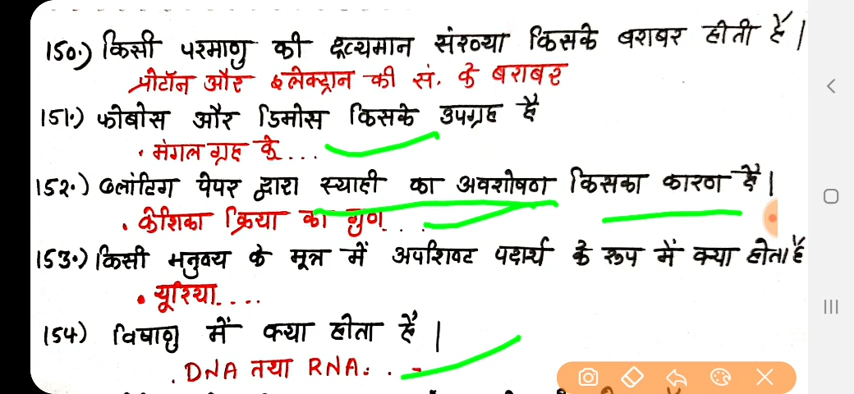 150.) किसी परमाणु की द्रव्यमान संख्या किसके बराबर होती है |
प्रोटॉन और इलेक्ट्रान की सं. के बराबर
151.) फोबोस और डिमोस किसके उपग्रह है
• मंगल ग्रह के...
152.) ब्लांटिग पेपर द्वारा स्याही का अवशोषण किसका कारण है |
• केशिका क्रिया का गुण...
153.) किसी मनुष्य के मूत्र में अपशिष्ट पदार्थ के रूप में क्या होता है
• यूरिया....
154) विषाणु में क्या होता है |
. DNA तथा RNA. . -